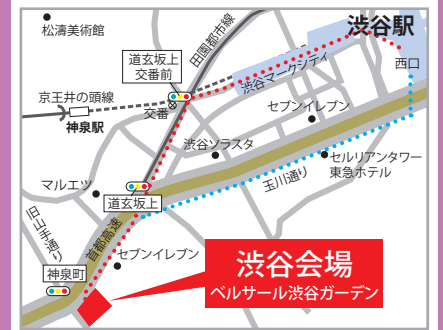 松濤美術館
渋谷駅
田園都市線
道玄坂上
交番前
渋谷マークシティ
西口
京王井の頭線
神泉駅
交番
セブンイレブン
渋谷ソラスタ
セルリアンタワー
東急ホテル
マルエツ
玉川通り
道玄坂上
旧山手通り
首都高速
セブンイレブン
神泉町
渋谷会場
ベルサール渋谷ガーデン